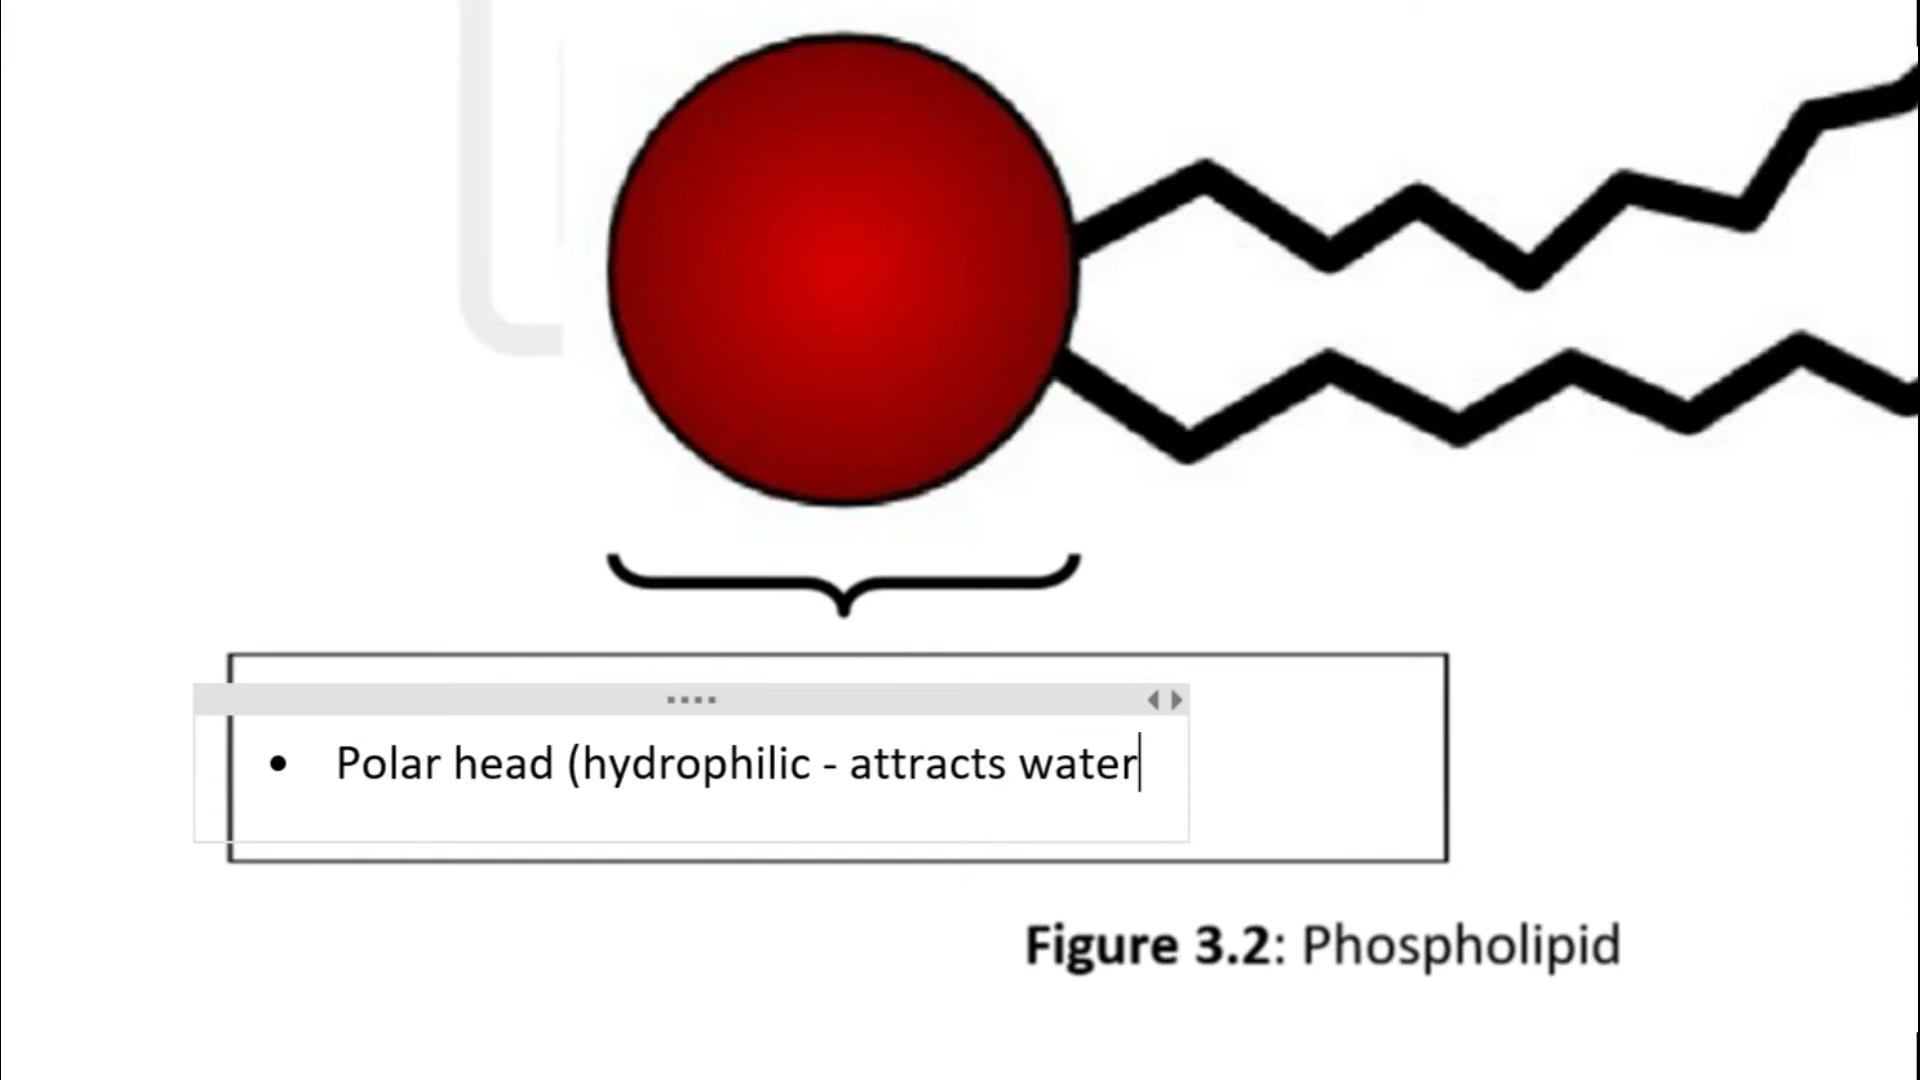 • Polar head (hydrophilic - attracts water
Figure 3.2: Phospholipid